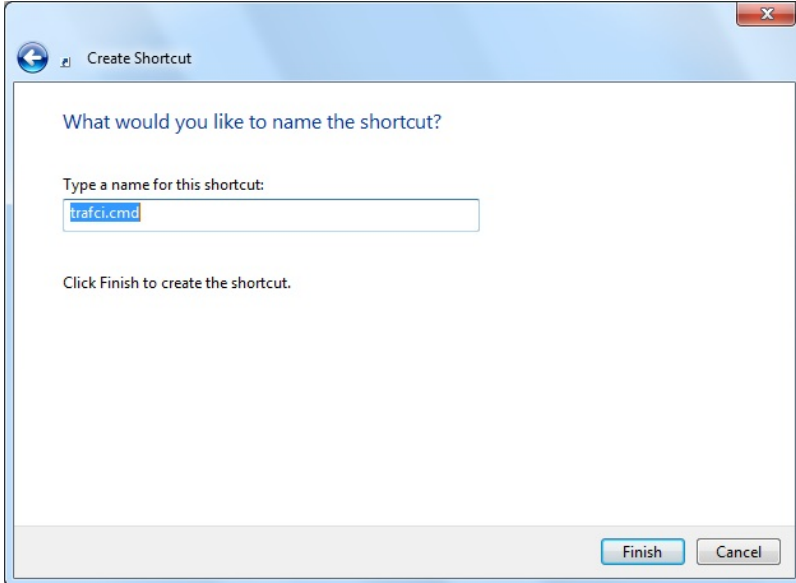 Create Shortcut
What would you like to name the shortcut?
Type a name for this shortcut:
trafci.cmd
Click Finish to create the shortcut.
Finish Cancel